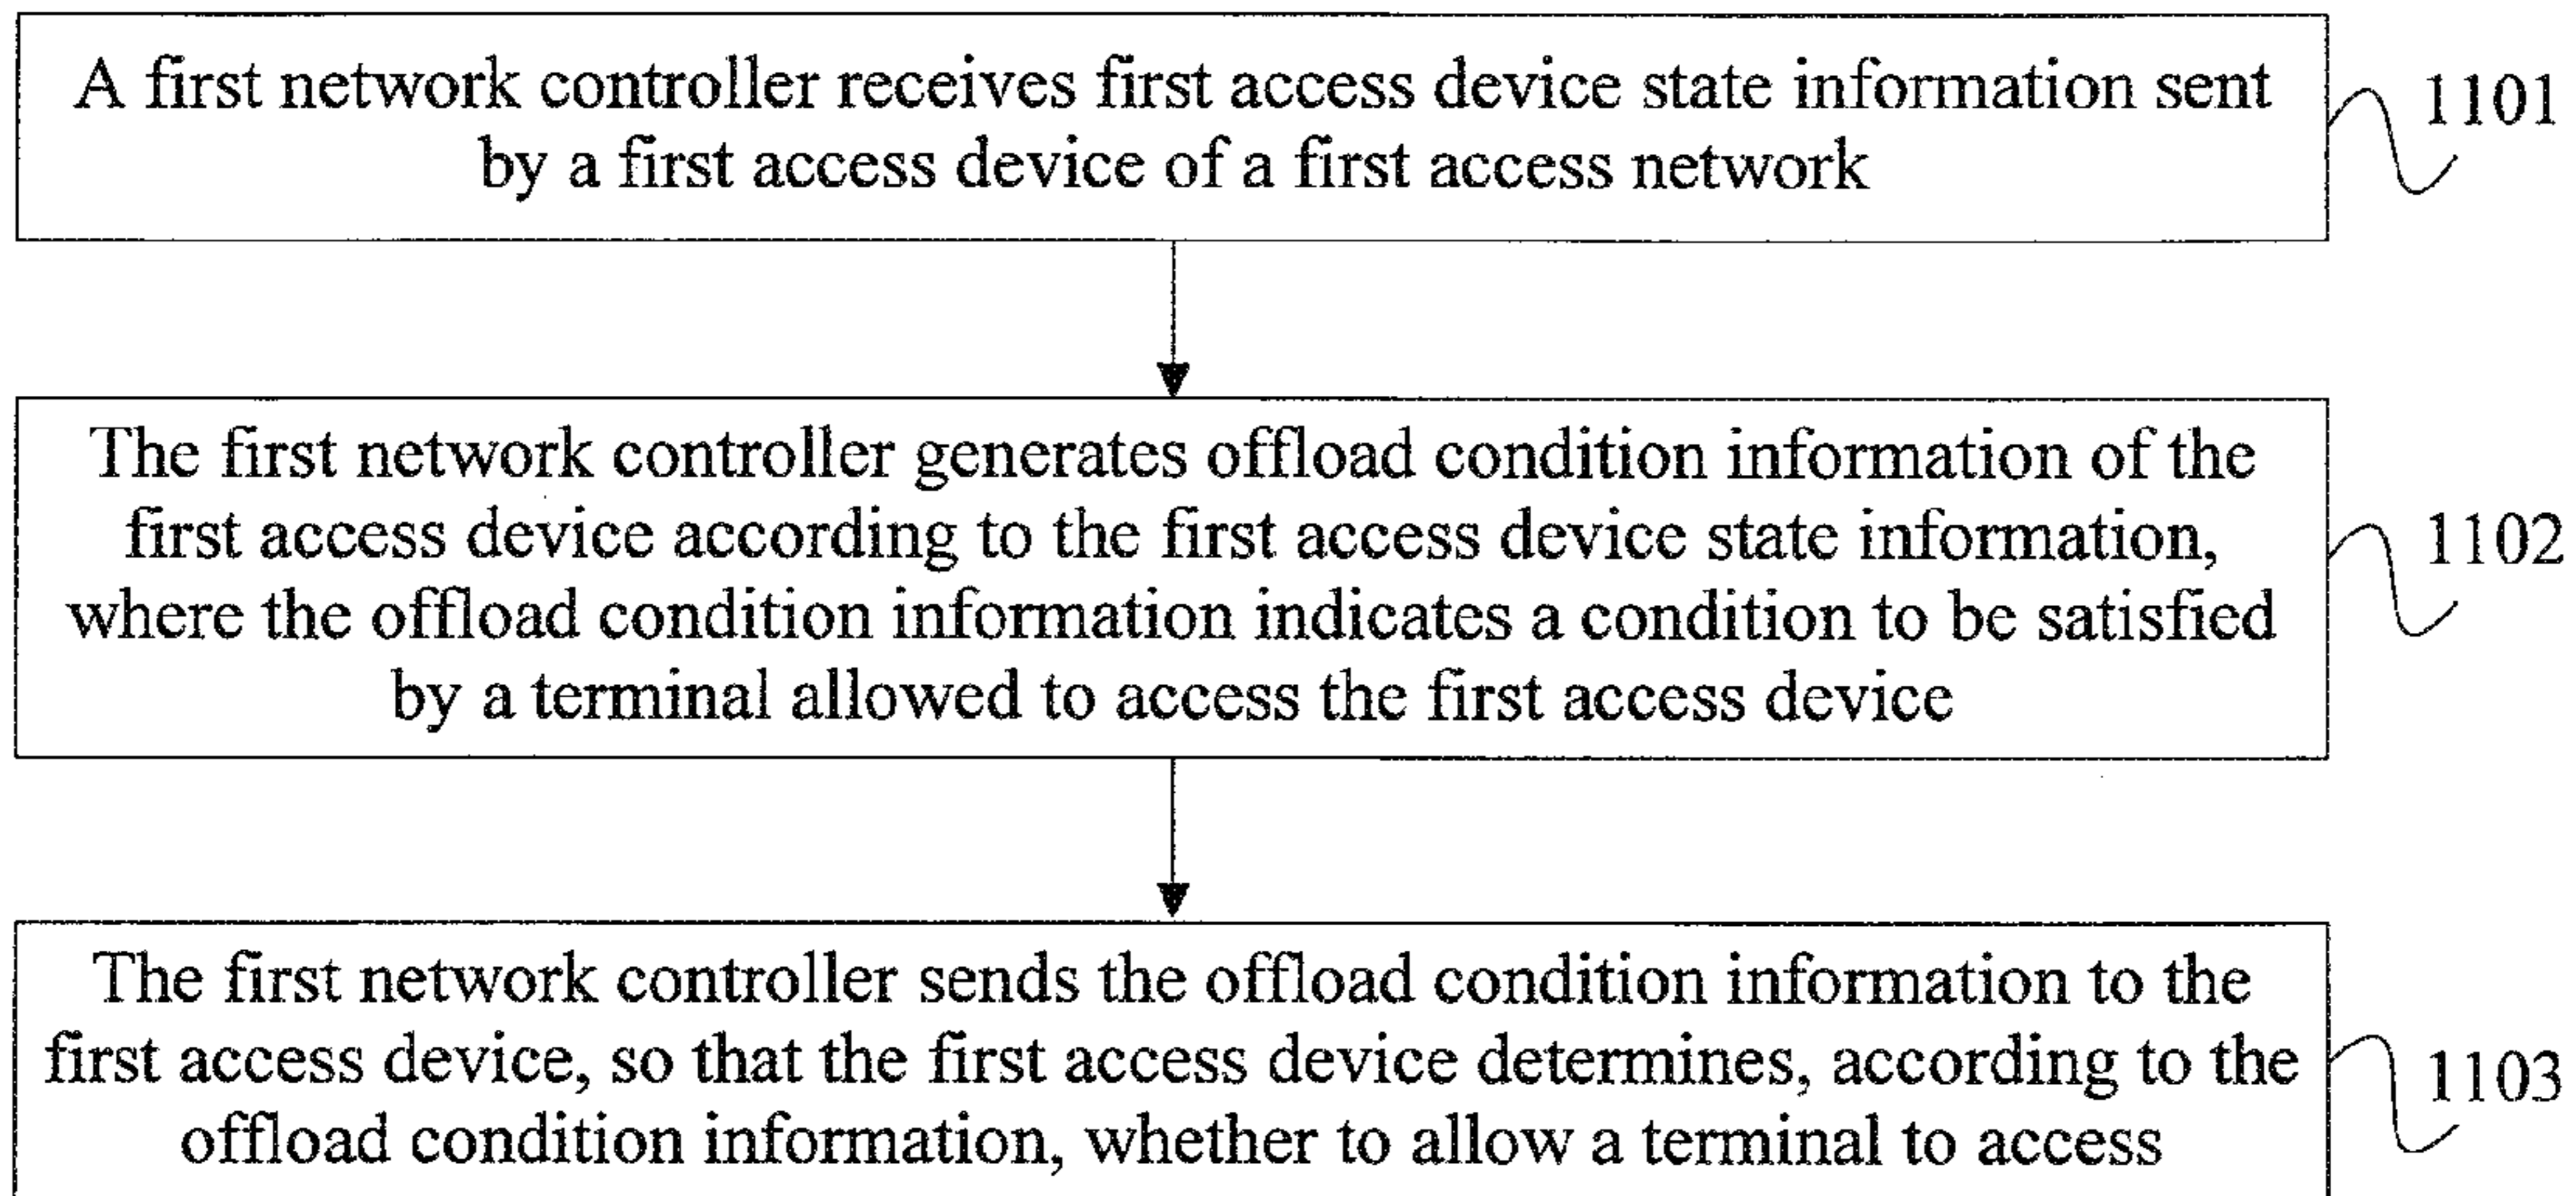 A first network controller receives first access device state information sent
by a first access device of a first access network
1101
The first network controller generates offload condition information of the
first access device according to the first access device state information,
where the offload condition information indicates a condition to be satisfied
by a terminal allowed to access the first access device
1102
The first network controller sends the offload condition information to the
first access device, so that the first access device determines, according to the
offload condition information, whether to allow a terminal to access
1103